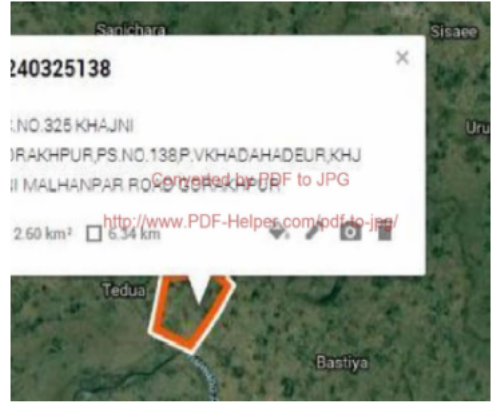 Sanichara
Sisaee
240325138
.NO.325 KHAJNI
Uru
ORAKHPUR,PS.NO.138,P.VKHADAHADEUR,KHJ
NI MALHANPAR ROAD GORAKHPUR
Converted by PDF to JPG
http://www.PDF-Helper.com/pdf-to-jpg/
2.60 km² 6.34 km
Tedua
Bastiya